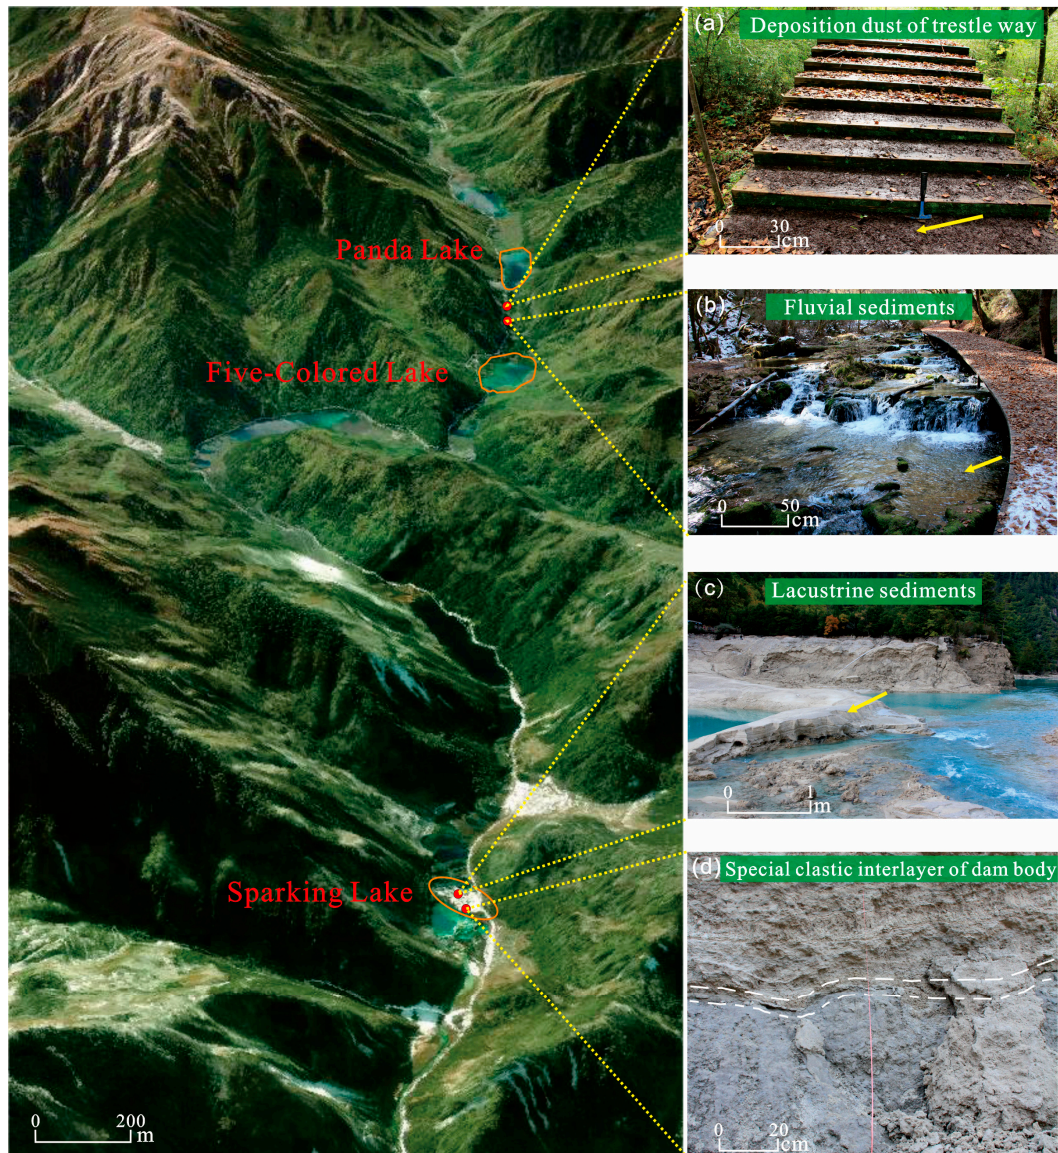 Panda Lake
Five-Colored Lake
Sparking Lake
0 200
m
(a) Deposition dust of trestle way
0 30
cm
(b) Fluvial sediments
0 50
cm
(c) Lacustrine sediments
0 1
m
(d) Special clastic interlayer of dam body
0 20
cm